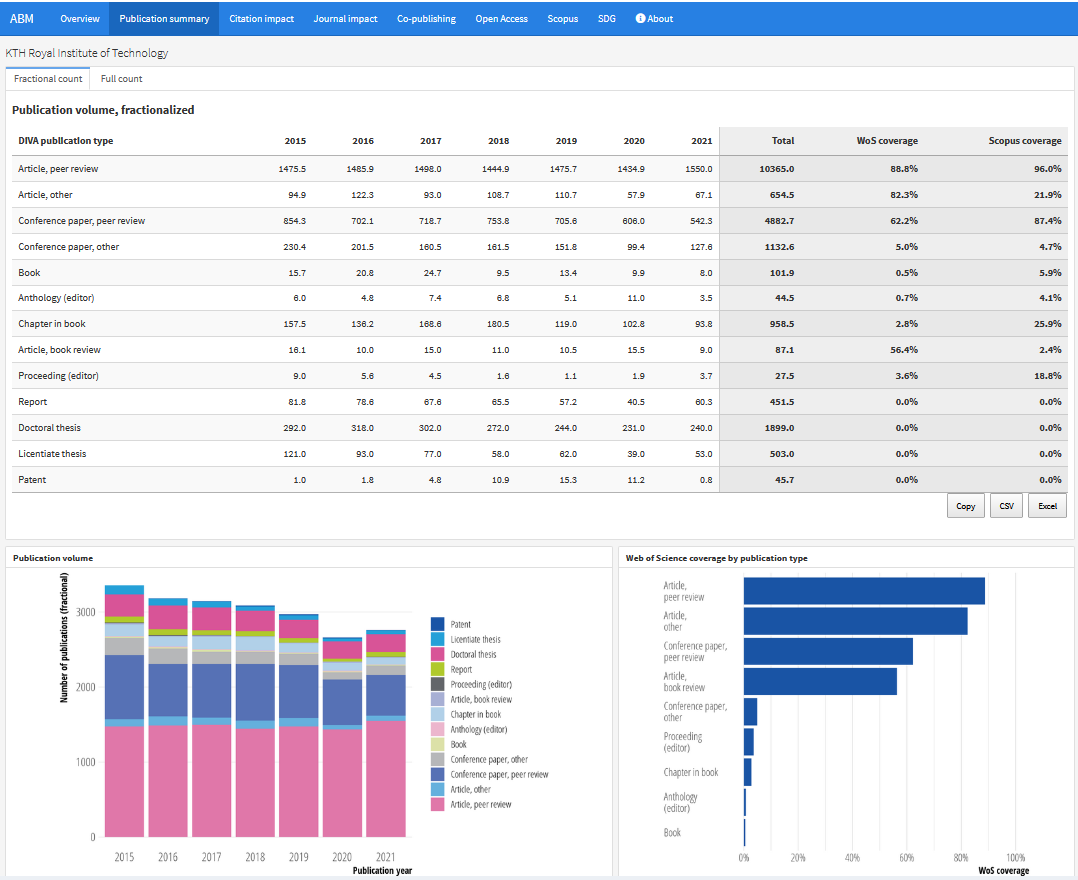 ABM Overview Publication summary Citation impact Journal impact Co-publishing Open Access Scopus SDG About
KTH Royal Institute of Technology
Fractional count Full count
Publication volume, fractionalized
DIVA publication type 2015 2016 2017 2018 2019 2020 2021 Total WoS coverage Scopus coverage
Article, peer review 1475.5 1485.9 1498.0 1444.9 1475.7 1434.9 1550.0 10365.0 88.8% 96.0%
Article, other 94.9 122.3 93.0 108.7 110.7 57.9 67.1 654.5 82.3% 21.9%
Conference paper, peer review 854.3 702.1 718.7 753.8 705.6 606.0 542.3 4882.7 62.2% 87.4%
Conference paper, other 230.4 201.5 160.5 161.5 151.8 99.4 127.6 1132.6 5.0% 4.7%
Book 15.7 20.8 24.7 9.5 13.4 9.9 8.0 101.9 0.5% 5.9%
Anthology (editor) 6.0 4.8 7.4 6.8 5.1 11.0 3.5 44.5 0.7% 4.1%
Chapter in book 157.5 136.2 168.6 180.5 119.0 102.8 93.8 958.5 2.8% 25.9%
Article, book review 16.1 10.0 15.0 11.0 10.5 15.5 9.0 87.1 56.4% 2.4%
Proceeding (editor) 9.0 5.6 4.5 1.6 1.1 1.9 3.7 27.5 3.6% 18.8%
Report 81.8 78.6 67.6 65.5 57.2 40.5 60.3 451.5 0.0% 0.0%
Doctoral thesis 292.0 318.0 302.0 272.0 244.0 231.0 240.0 1899.0 0.0% 0.0%
Licentiate thesis 121.0 93.0 77.0 58.0 62.0 39.0 53.0 503.0 0.0% 0.0%
Patent 1.0 1.8 4.8 10.9 15.3 11.2 0.8 45.7 0.0% 0.0%
Copy CSV Excel
Publication volume
Number of publications (fractional)
3000
2000
1000
0
2015 2016 2017 2018 2019 2020 2021
Publication year
Patent
Licentiate thesis
Doctoral thesis
Report
Proceeding (editor)
Article, book review
Chapter in book
Anthology (editor)
Book
Conference paper, other
Conference paper, peer review
Article, other
Article, peer review
Web of Science coverage by publication type
Article,
peer review
Article,
other
Conference paper,
peer review
Article,
book review
Conference paper,
other
Proceeding
(editor)
Chapter in book
Anthology
(editor)
Book
0% 20% 40% 60% 80% 100%
WoS coverage